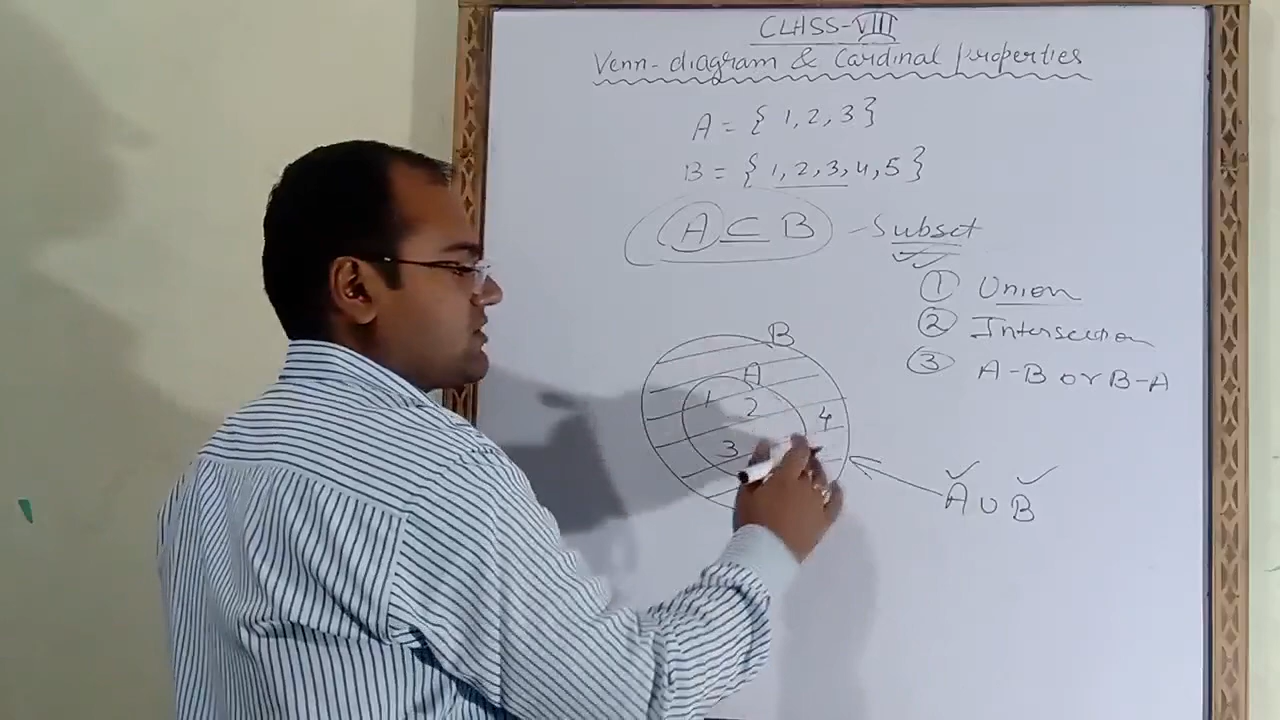 CLASS-VIII
Venn-diagram & Cardinal properties
A = { 1, 2, 3 }
B = { 1, 2, 3, 4, 5 }
A ⊆ B - Subset
① Union
② Intersection
③ A-B or B-A
B
A
1
2
4
3
A ∪ B